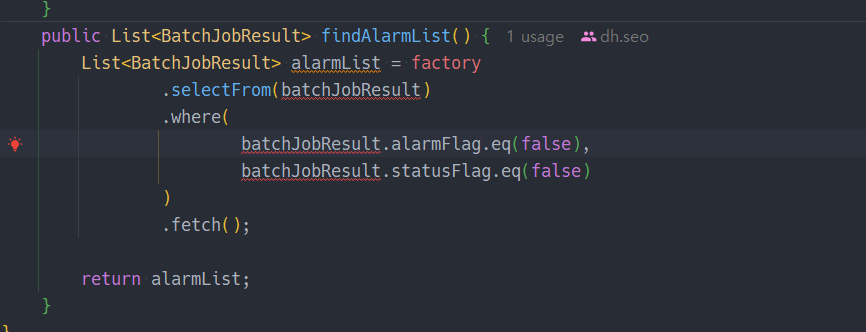 }
public List<BatchJobResult> findAlarmList() { 1 usage dh.seo
List<BatchJobResult> alarmList = factory
.selectFrom(batchJobResult)
.where(
batchJobResult.alarmFlag.eq(false),
batchJobResult.statusFlag.eq(false)
)
.fetch();
return alarmList;
}
}